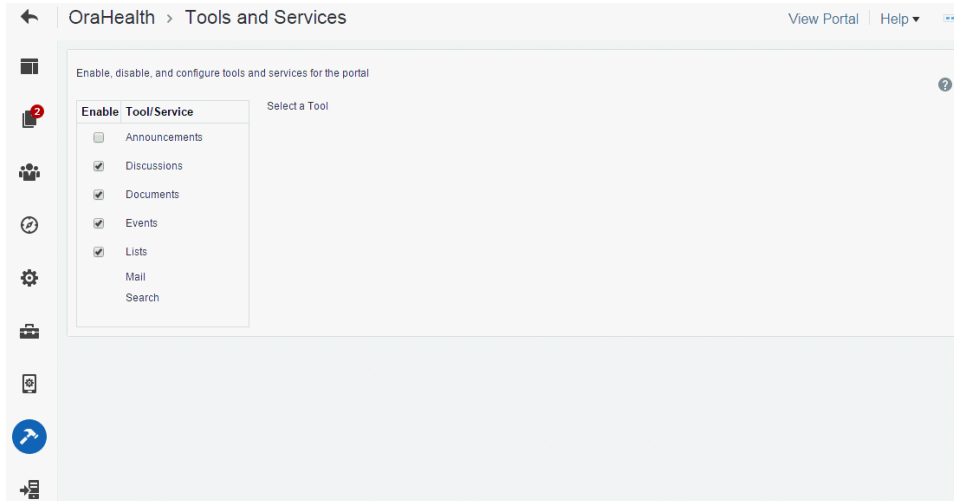 OraHealth > Tools and Services
View Portal
Help ▾
2
Enable, disable, and configure tools and services for the portal
?
Enable Tool/Service
Select a Tool
Announcements
Discussions
Documents
Events
Lists
Mail
Search